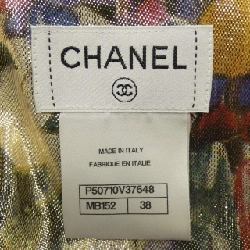 CHANEL
MADE IN ITALY
FABRIQUE EN ITALIE
P50710V37648
MB152 38